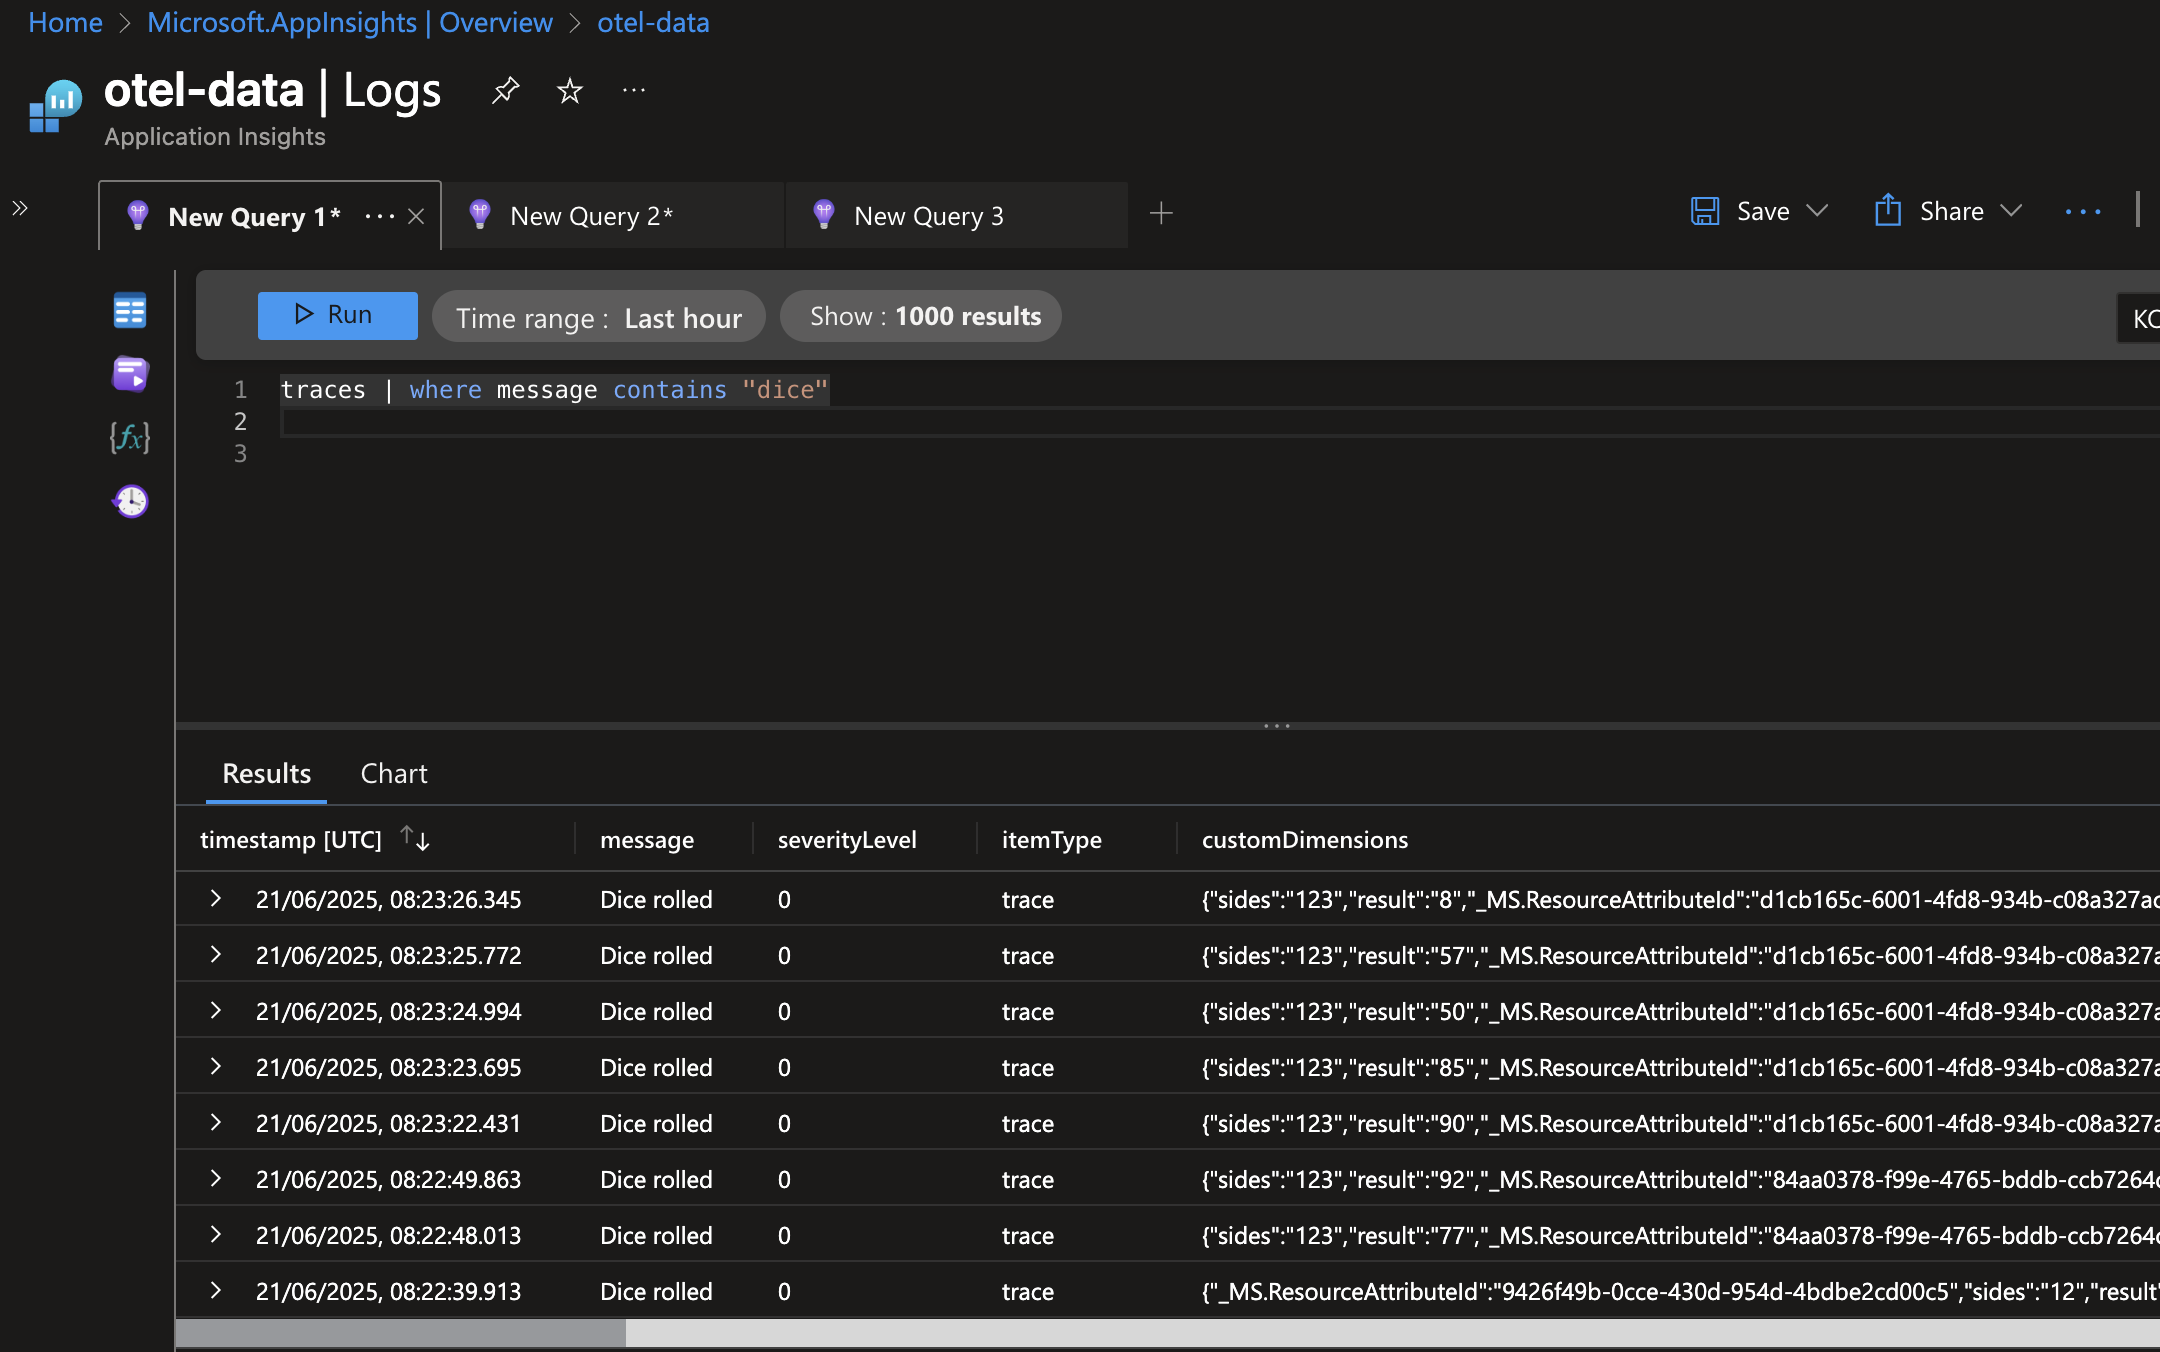 Home > Microsoft.AppInsights | Overview > otel-data
otel-data | Logs
Application Insights
New Query 1*
New Query 2*
New Query 3
Save
Share
Run
Time range : Last hour
Show : 1000 results
1 traces | where message contains "dice"
2
3
Results Chart
timestamp [UTC] message severityLevel itemType customDimensions
21/06/2025, 08:23:26.345 Dice rolled 0 trace {"sides":"123","result":"8","_MS.ResourceAttributeId":"d1cb165c-6001-4fd8-934b-c08a327a
21/06/2025, 08:23:25.772 Dice rolled 0 trace {"sides":"123","result":"57","_MS.ResourceAttributeId":"d1cb165c-6001-4fd8-934b-c08a327a
21/06/2025, 08:23:24.994 Dice rolled 0 trace {"sides":"123","result":"50","_MS.ResourceAttributeId":"d1cb165c-6001-4fd8-934b-c08a327a
21/06/2025, 08:23:23.695 Dice rolled 0 trace {"sides":"123","result":"85","_MS.ResourceAttributeId":"d1cb165c-6001-4fd8-934b-c08a327a
21/06/2025, 08:23:22.431 Dice rolled 0 trace {"sides":"123","result":"90","_MS.ResourceAttributeId":"d1cb165c-6001-4fd8-934b-c08a327a
21/06/2025, 08:22:49.863 Dice rolled 0 trace {"sides":"123","result":"92","_MS.ResourceAttributeId":"84aa0378-f99e-4765-bddb-ccb7264
21/06/2025, 08:22:48.013 Dice rolled 0 trace {"sides":"123","result":"77","_MS.ResourceAttributeId":"84aa0378-f99e-4765-bddb-ccb7264
21/06/2025, 08:22:39.913 Dice rolled 0 trace {"_MS.ResourceAttributeId":"9426f49b-0cce-430d-954d-4bdbe2cd00c5","sides":"12","result"